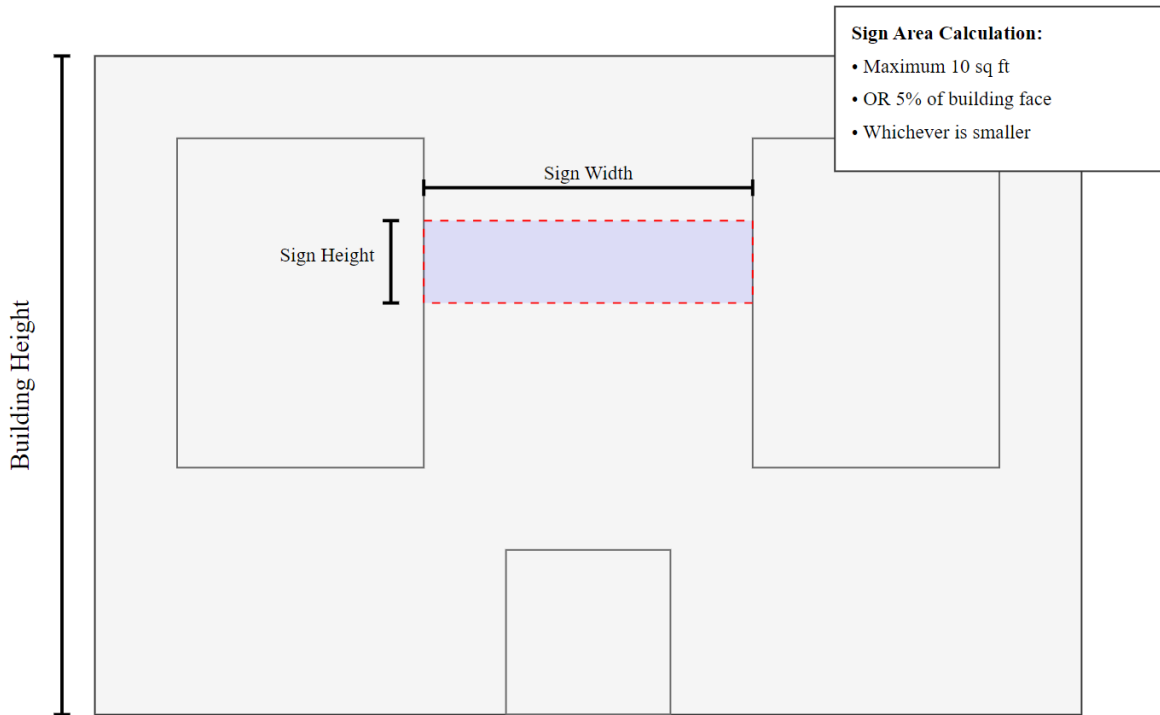 Sign Area Calculation:
• Maximum 10 sq ft
• OR 5% of building face
• Whichever is smaller
Sign Width
Sign Height
Building Height